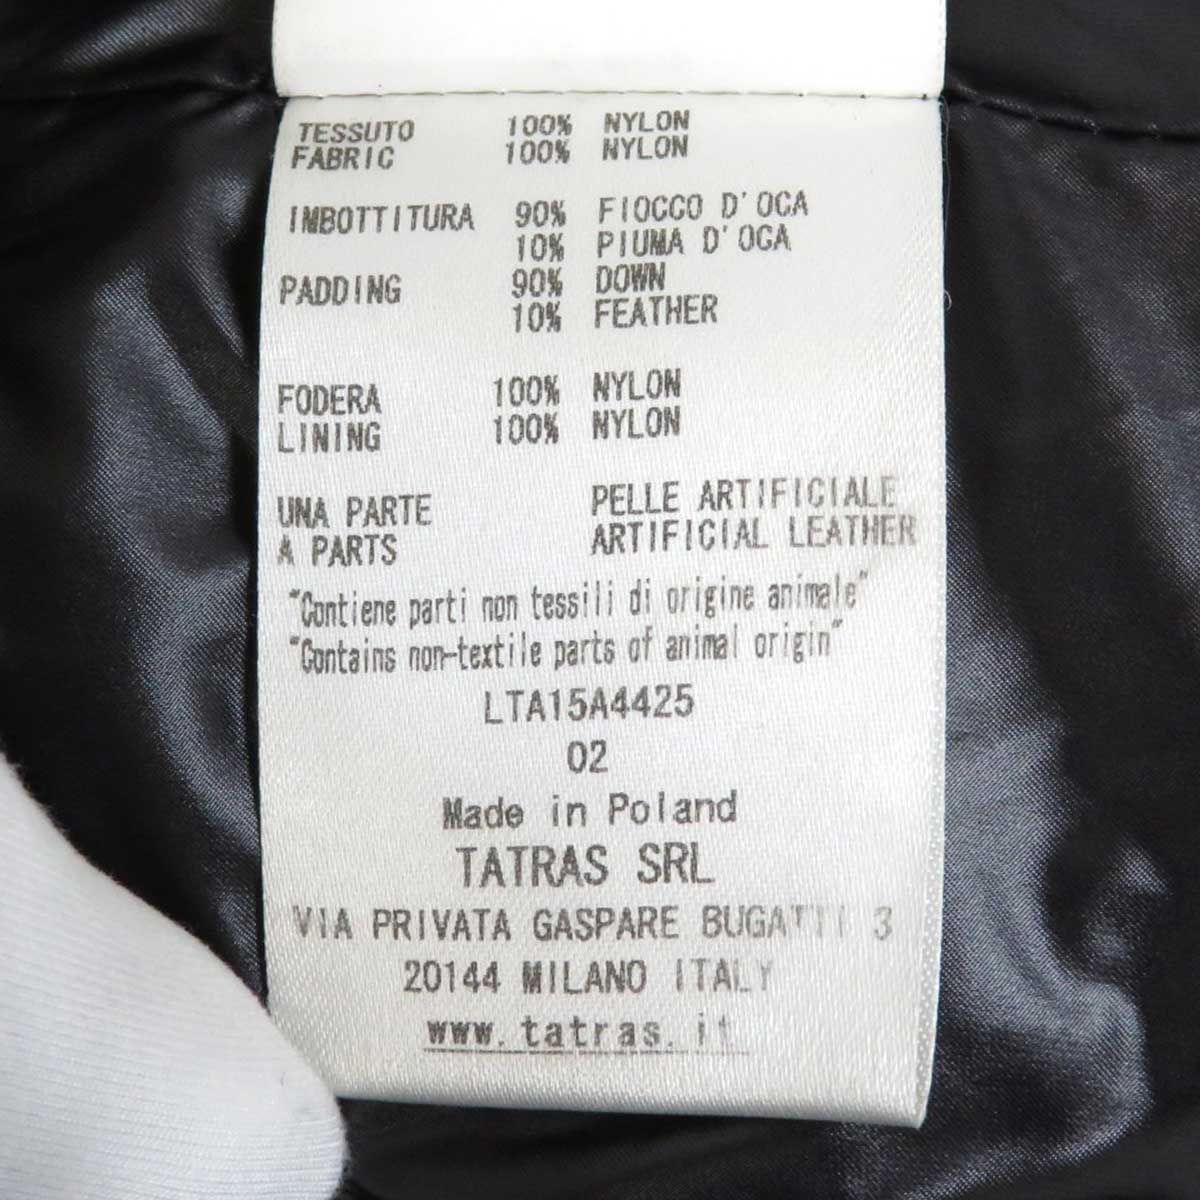 TESSUTO 100% NYLON
FABRIC 100% NYLON
IMBOTTITURA 90% FIOCCO D'OCA
10% PIUMA D'OCA
PADDING 90% DOWN
10% FEATHER
FODERA 100% NYLON
LINING 100% NYLON
UNA PARTE PELLE ARTIFICIALE
A PARTS ARTIFICIAL LEATHER
"Contiene parti non tessili di origine animale"
"Contains non-textile parts of animal origin"
LTA15A4425
02
Made in Poland
TATRAS SRL
VIA PRIVATA GASPARE BUGATTI 3
20144 MILANO ITALY
www.tatras.it